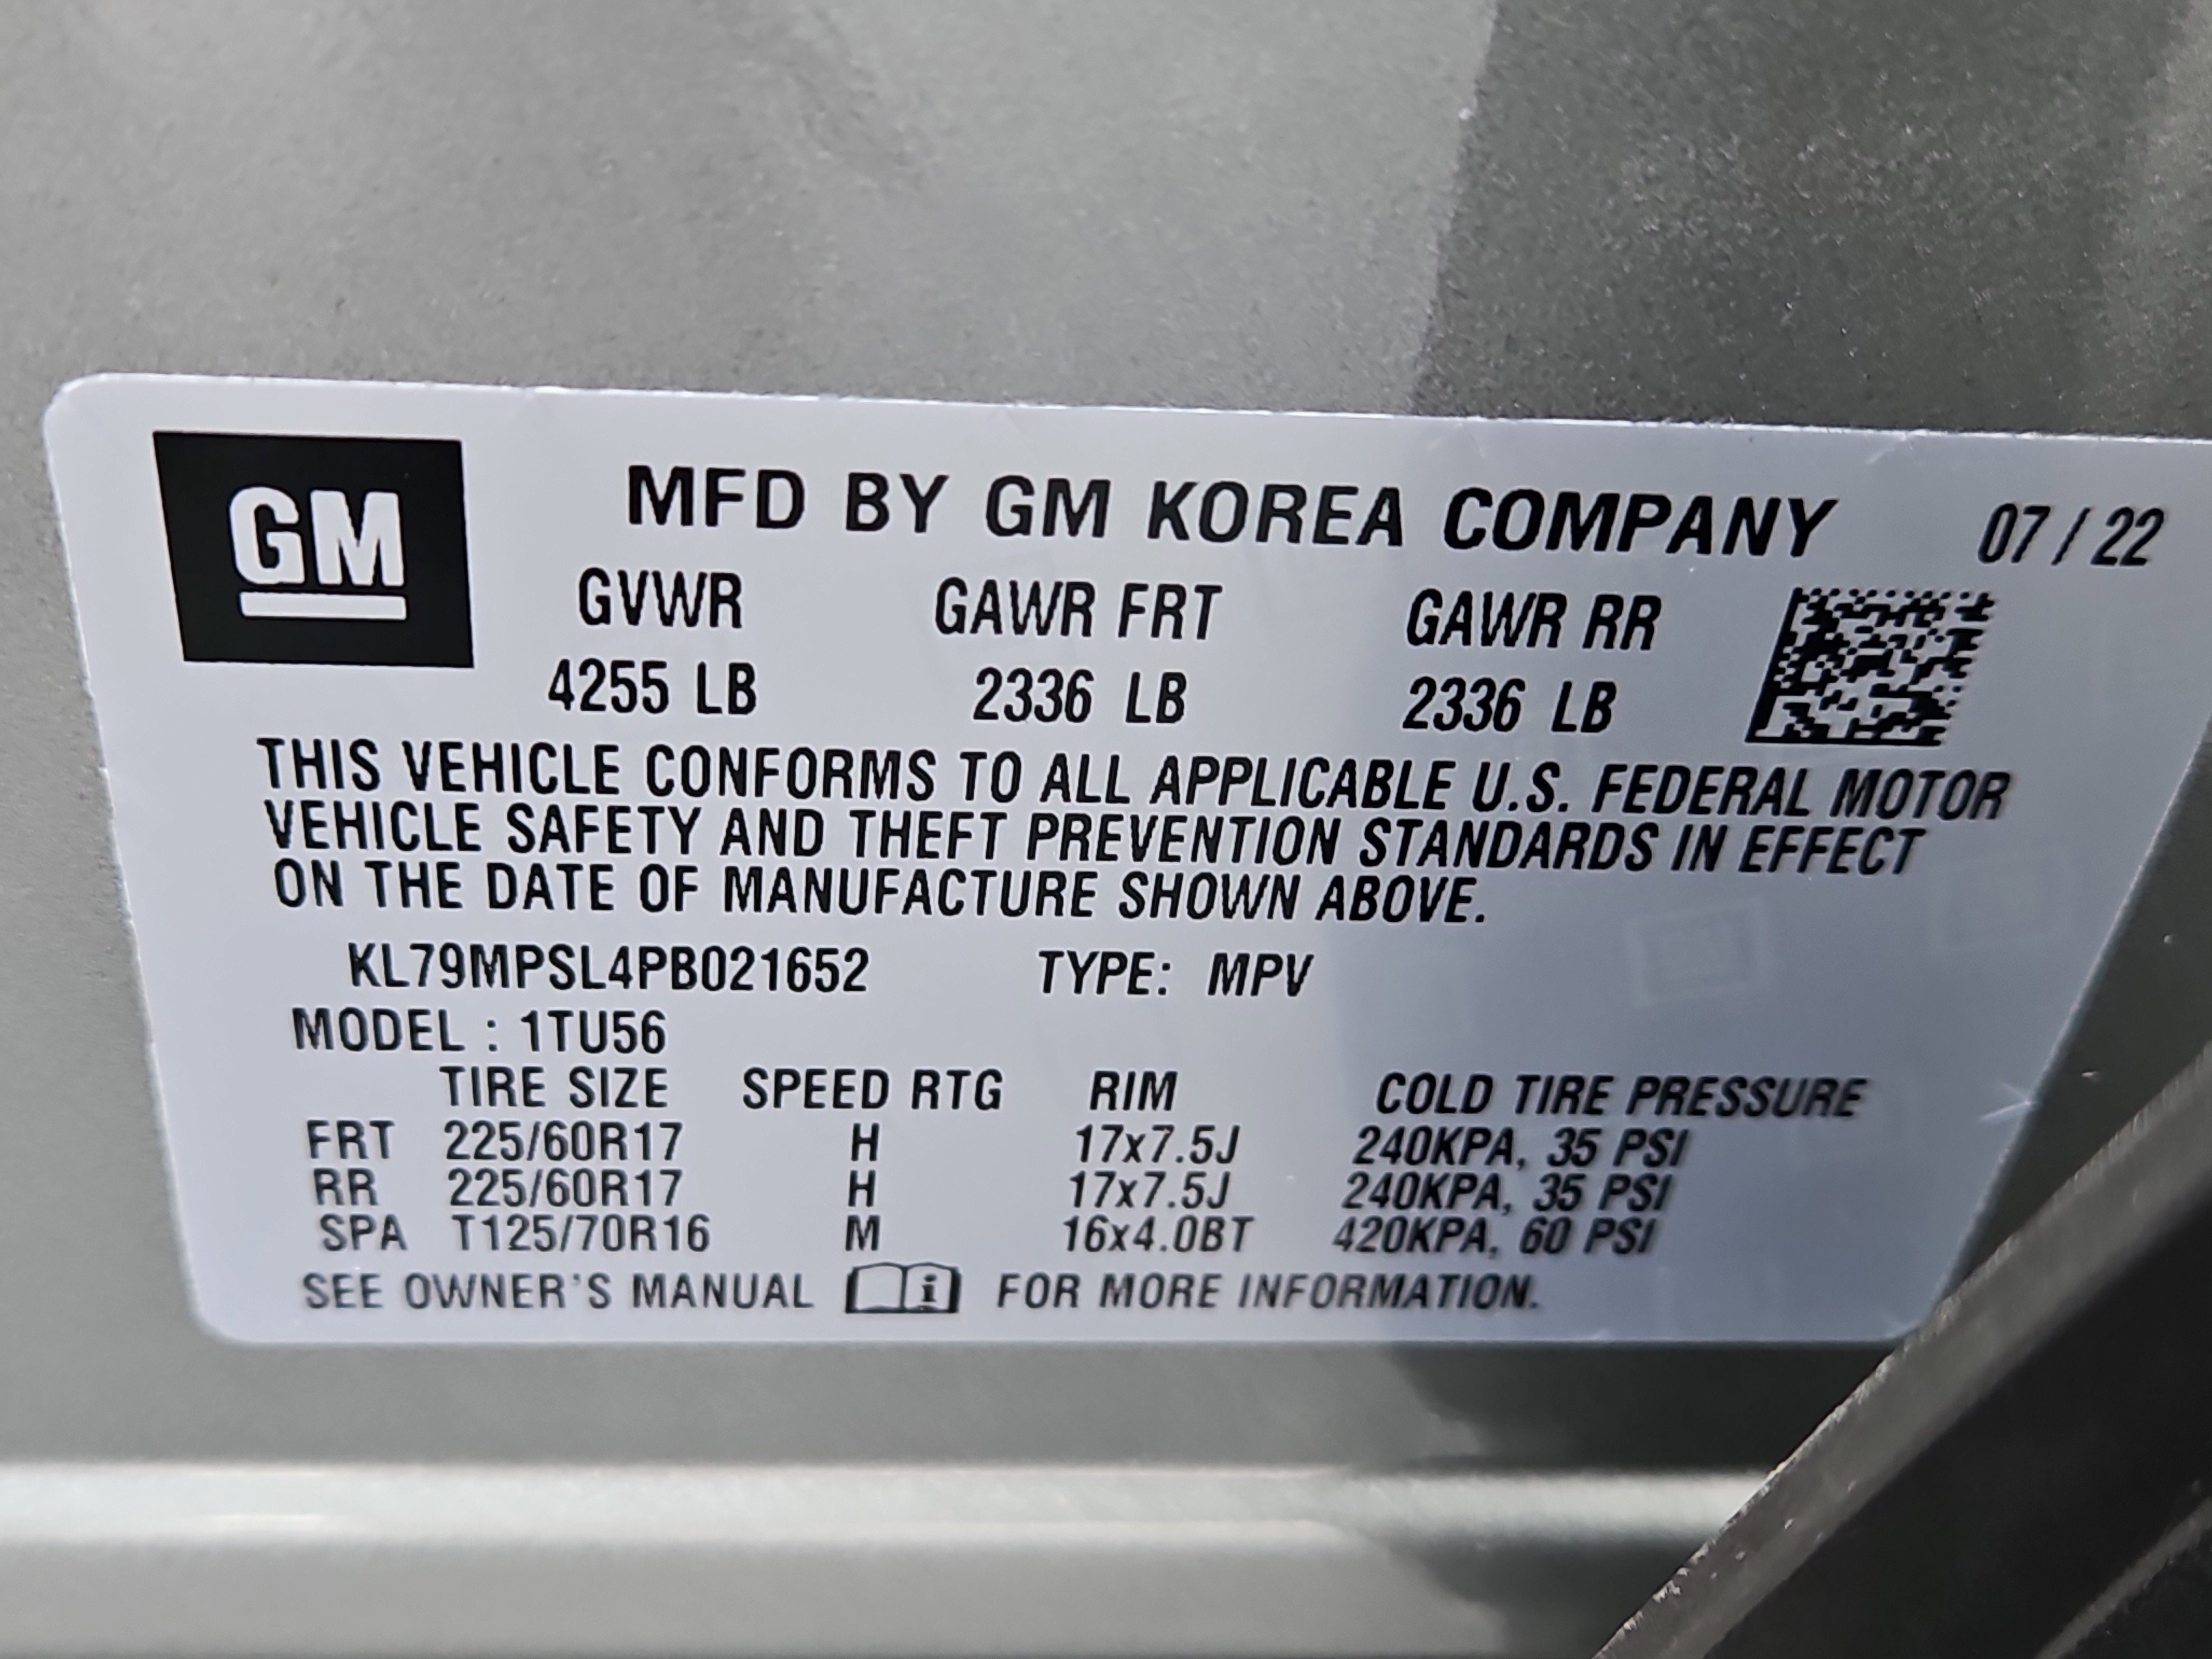 GM
MFD BY GM KOREA COMPANY 07 / 22
GVWR GAWR FRT GAWR RR
4255 LB 2336 LB 2336 LB
THIS VEHICLE CONFORMS TO ALL APPLICABLE U.S. FEDERAL MOTOR
VEHICLE SAFETY AND THEFT PREVENTION STANDARDS IN EFFECT
ON THE DATE OF MANUFACTURE SHOWN ABOVE.
KL79MPSL4PB021652 TYPE: MPV
MODEL : 1TU56
TIRE SIZE SPEED RTG RIM COLD TIRE PRESSURE
FRT 225/60R17 H 17x7.5J 240KPA, 35 PSI
RR 225/60R17 H 17x7.5J 240KPA, 35 PSI
SPA T125/70R16 M 16x4.0BT 420KPA, 60 PSI
SEE OWNER'S MANUAL i FOR MORE INFORMATION.